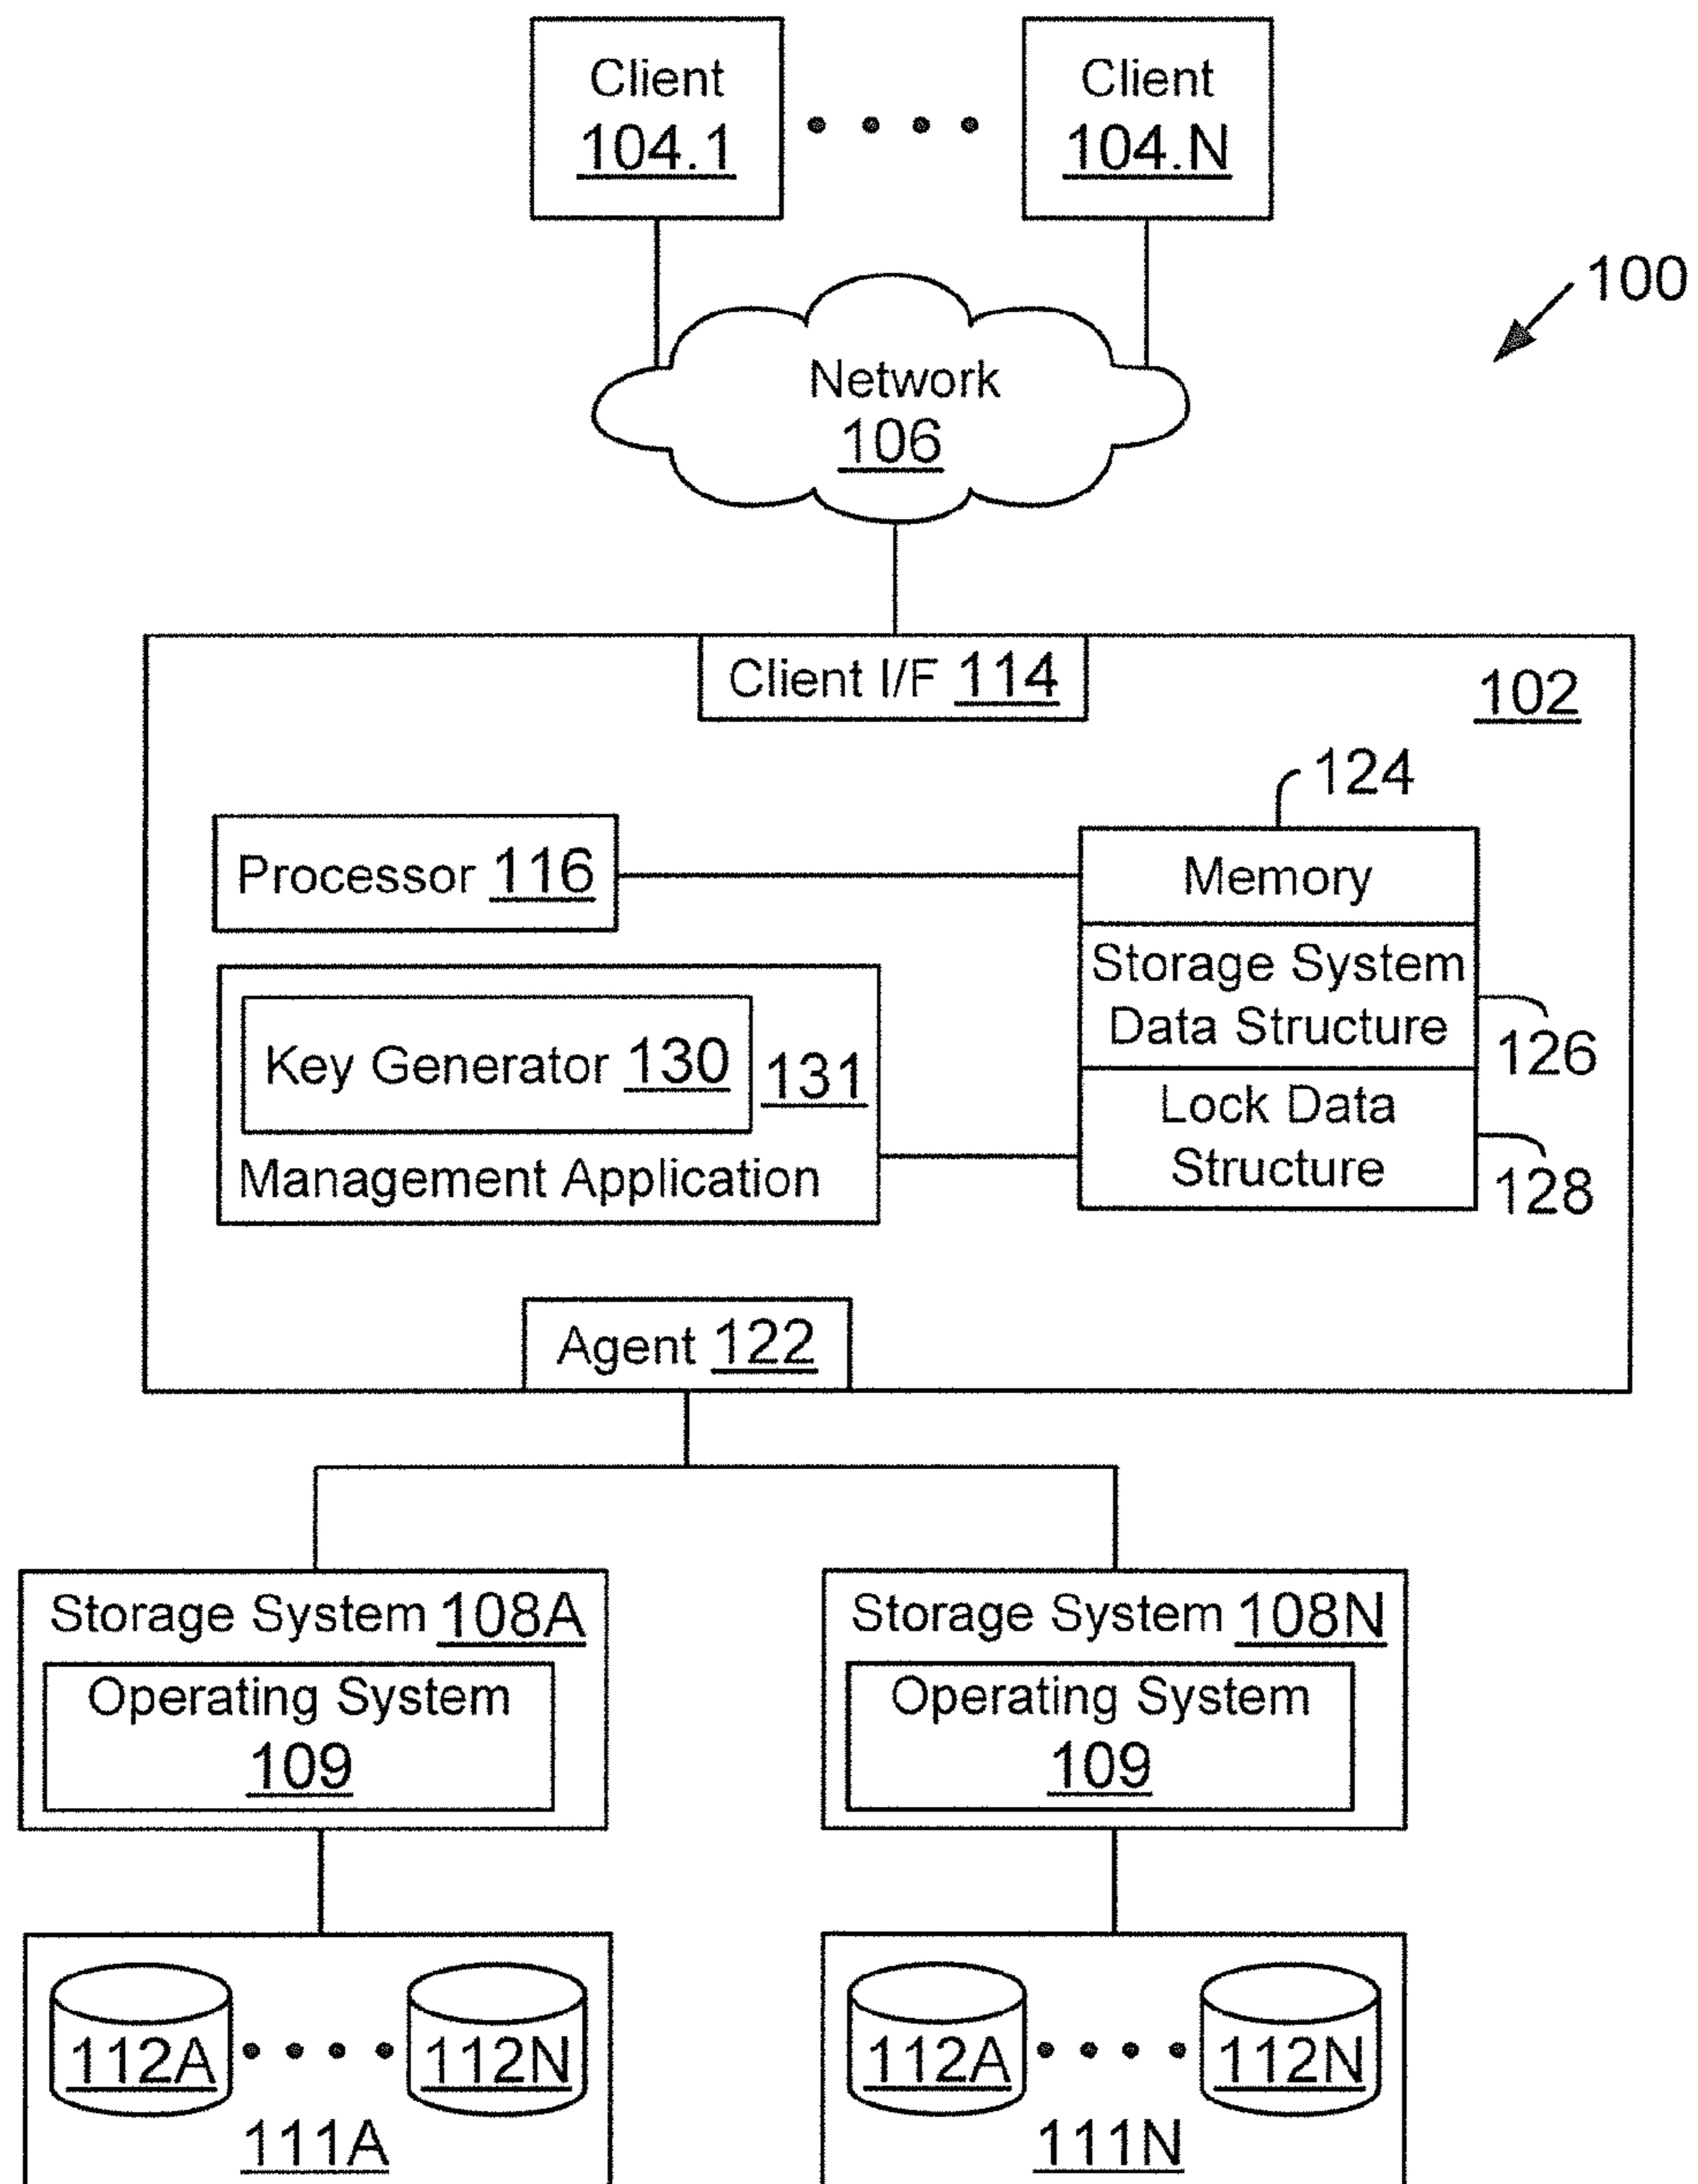 Client
104.1
Client
104.N
100
Network
106
Client I/F 114
102
124
Processor 116
Memory
Storage System
Data Structure
126
Key Generator 130
131
Management Application
Lock Data
Structure
128
Agent 122
Storage System 108A
Operating System
109
Storage System 108N
Operating System
109
112A
112N
111A
112A
112N
111N